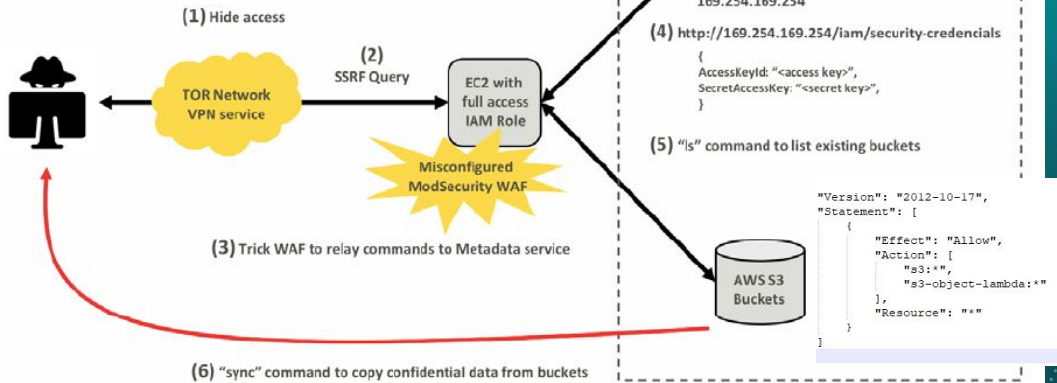 169.254.169.254
(1) Hide access
(2)
SSRF Query
(4) http://169.254.169.254/iam/security-credencials
{
AccessKeyId: “<access key>”,
SecretAccessKey: “<secret key>”,
}
TOR Network
VPN service
EC2 with
full access
IAM Role
Misconfigured
ModSecurity WAF
(5) “ls” command to list existing buckets
(3) Trick WAF to relay commands to Metadata service
AWS S3
Buckets
"Version": "2012-10-17",
"Statement": [
{
"Effect": "Allow",
"Action": [
"s3:*",
"s3-object-lambda:*"
],
"Resource": "*"
}
]
(6) “sync” command to copy confidential data from buckets